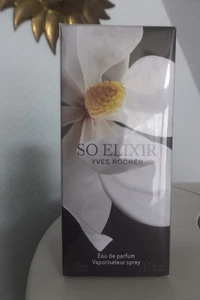 SO ELIXIR
YVES ROCHER
Eau de parfum
Vaporisateur spray